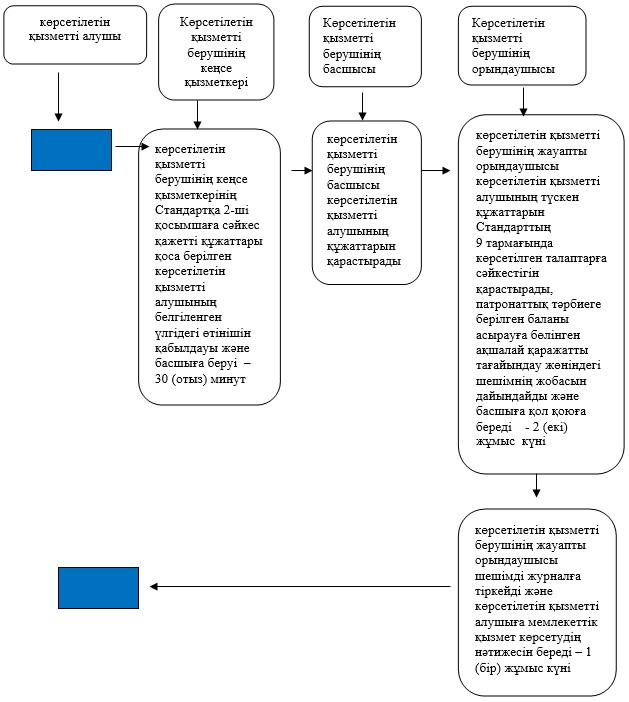 көрсетілетін
қызметті алушы
Көрсетілетін
қызметті
берушінің
кеңсе
қызметкері
Көрсетілетін
қызметті
берушінің
басшысы
Көрсетілетін
қызметті
берушінің
орындаушысы
көрсетілетін
қызметті
берушінің кеңсе
қызметкерінің
Стандартқа 2-ші
қосымшаға сәйкес
қажетті құжаттары
қоса берілген
көрсетілетін
қызметті
алушының
белгіленген
үлгідегі өтінішін
қабылдауы және
басшыға беруі –
30 (отыз) минут
көрсетілетін
қызметті
берушінің
басшысы
көрсетілетін
қызметті
алушының
құжаттарын
қарастырады
көрсетілетін қызметті
берушінің жауапты
орындаушысы
көрсетілетін қызметті
алушының түскен
құжаттарын
Стандарттың
9 тармағында
көрсетілген талаптарға
сәйкестігін
қарастырады,
патронаттық тәрбиеге
берілген баланы
асырауға бөлінген
ақшалай қаражатты
тағайындау жөніндегі
шешімнің жобасын
дайындайды және
басшыға қол қоюға
береді - 2 (екі)
жұмыс күні
көрсетілетін қызметті
берушінің жауапты
орындаушысы
шешімді журналға
тіркейді және
көрсетілетін қызметті
алушыға мемлекеттік
қызмет көрсетудің
нәтижесін береді – 1
(бір) жұмыс күні